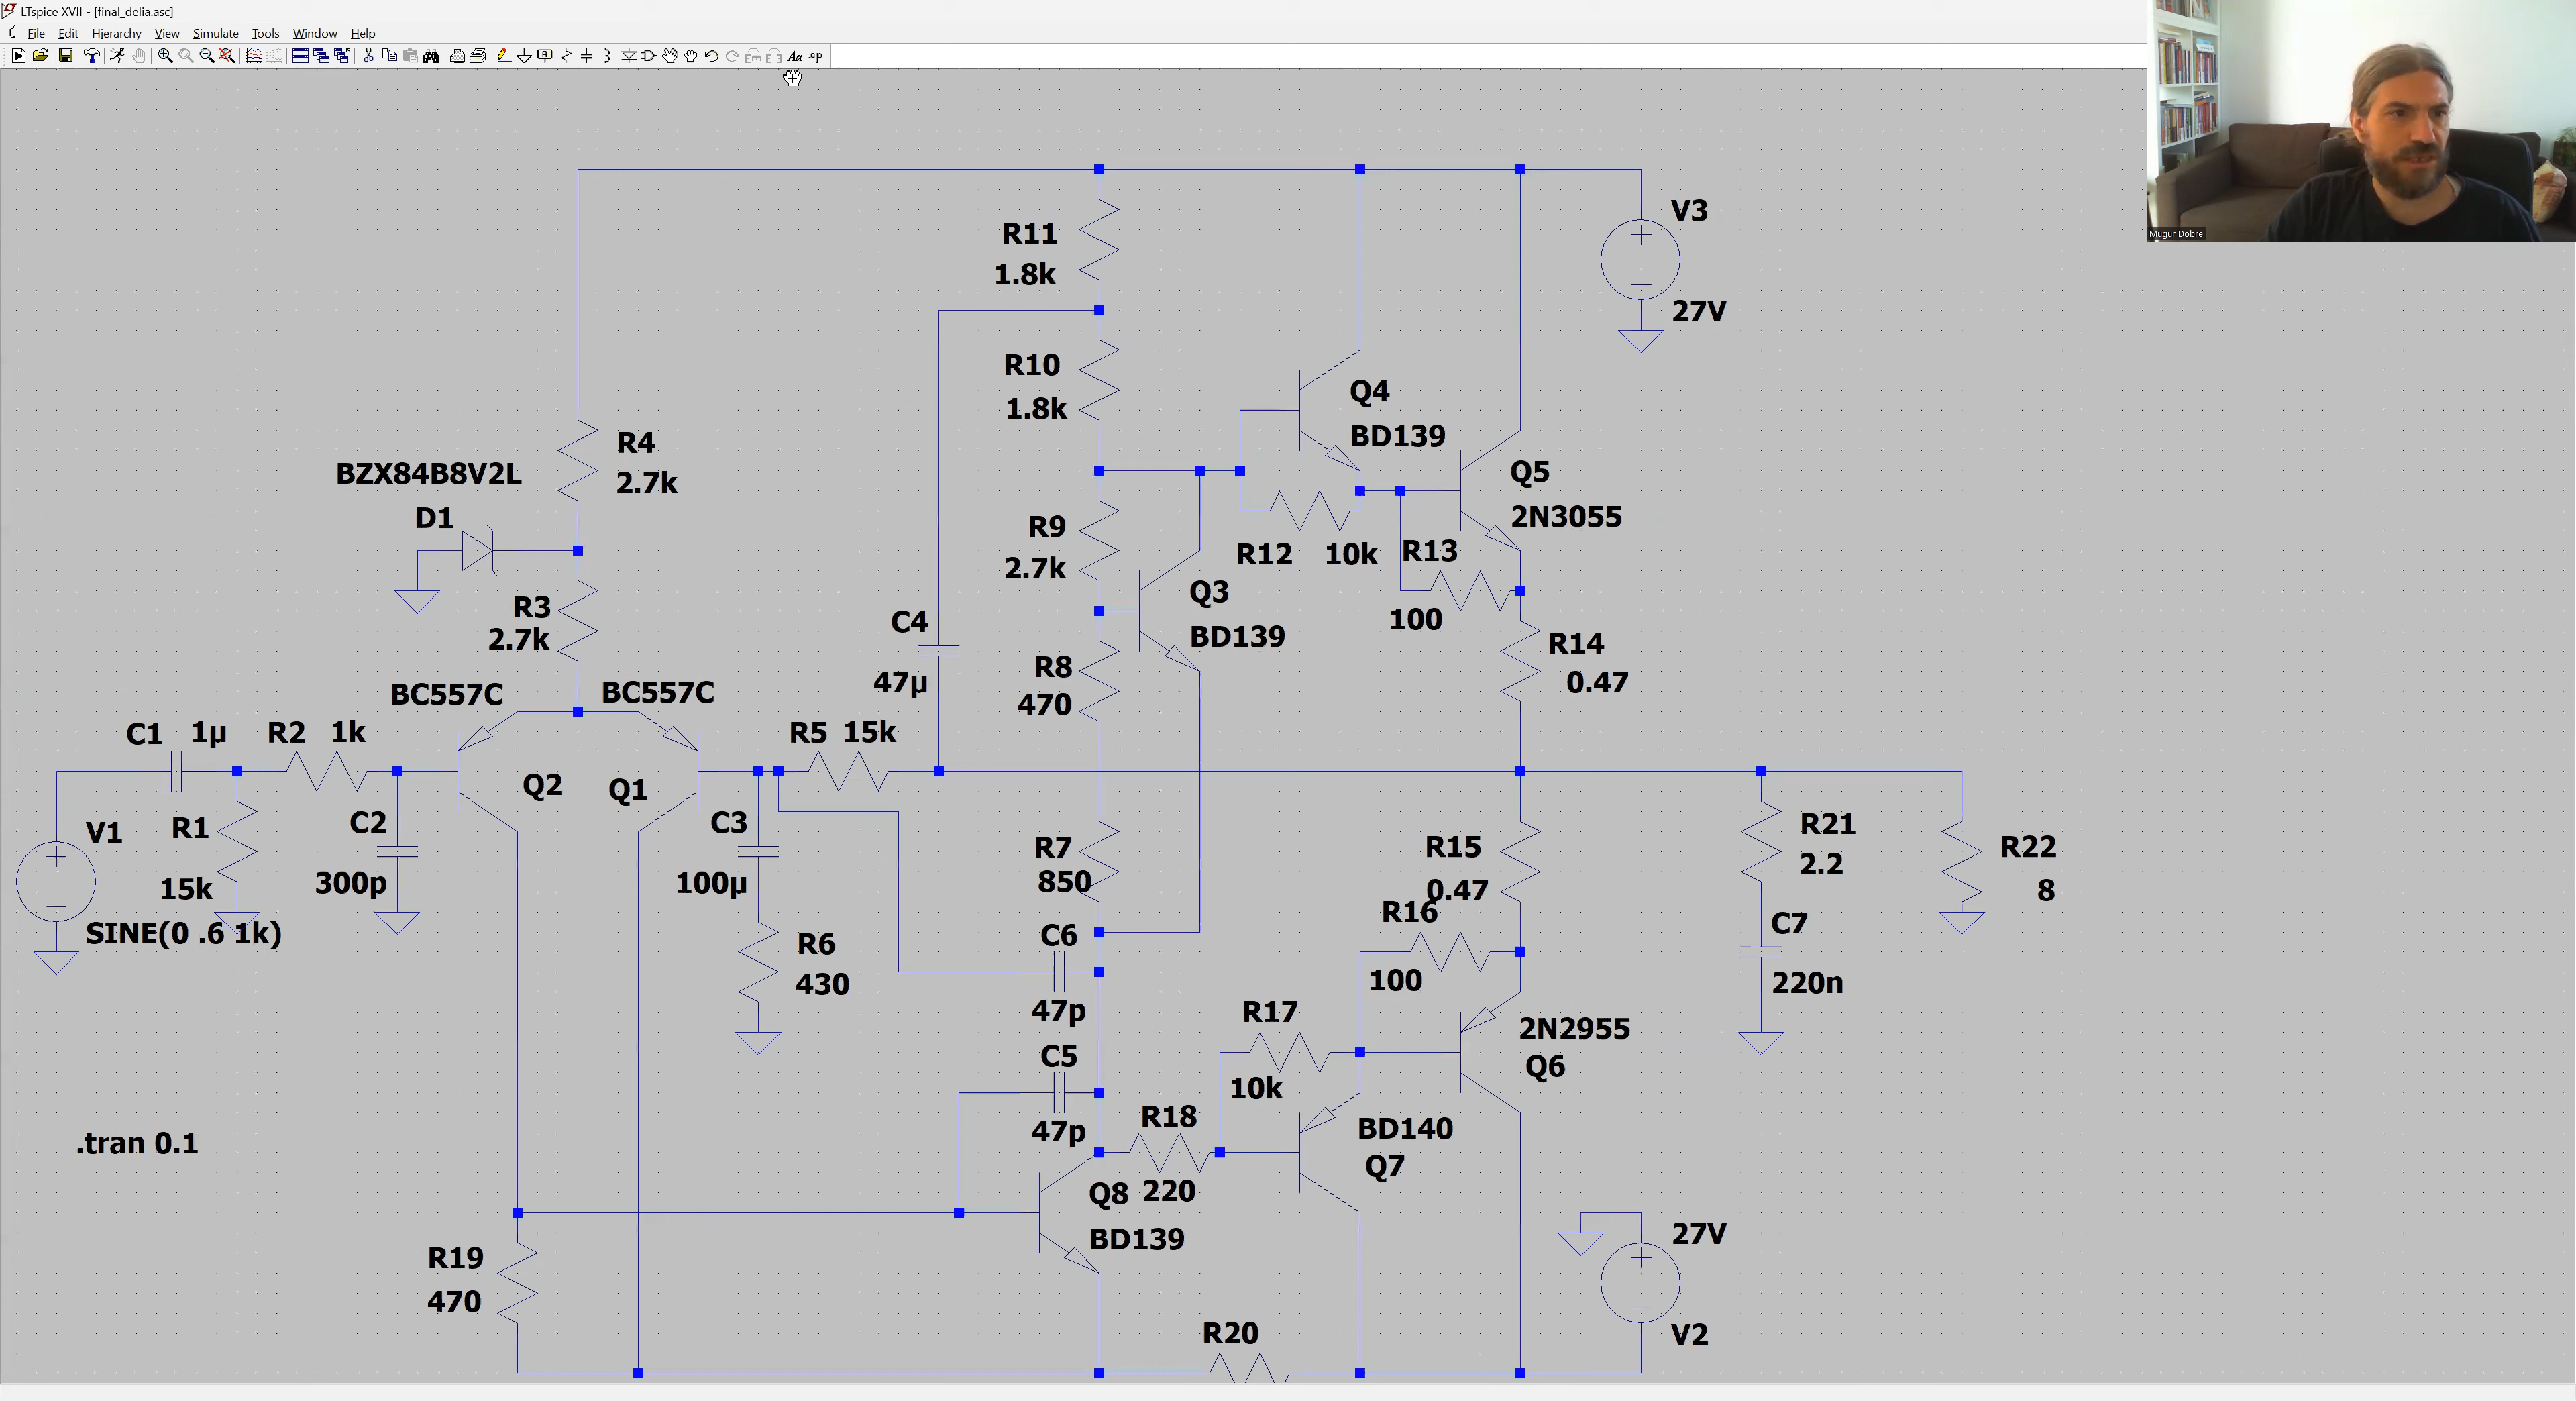 LTspice XVII - [final_delia.asc]
File Edit Hierarchy View Simulate Tools Window Help
Aa .op
Mugur Dobre
V3
27V
R11
1.8k
R10
1.8k
Q4
BD139
R4
2.7k
BZX84B8V2L
D1
Q5
2N3055
R9
2.7k
R12 10k
R13
100
R3
2.7k
Q3
BD139
C4
47µ
R8
470
R14
0.47
BC557C
BC557C
C1 1µ
R2 1k
R5 15k
Q2
Q1
V1
R1
15k
C2
300p
C3
100µ
R7
850
R15
0.47
R21
2.2
R22
8
SINE(0 .6 1k)
R16
100
C6
47p
R6
430
C7
220n
R17
10k
2N2955
Q6
C5
47p
R18
220
BD140
Q7
.tran 0.1
Q8
BD139
27V
V2
R19
470
R20